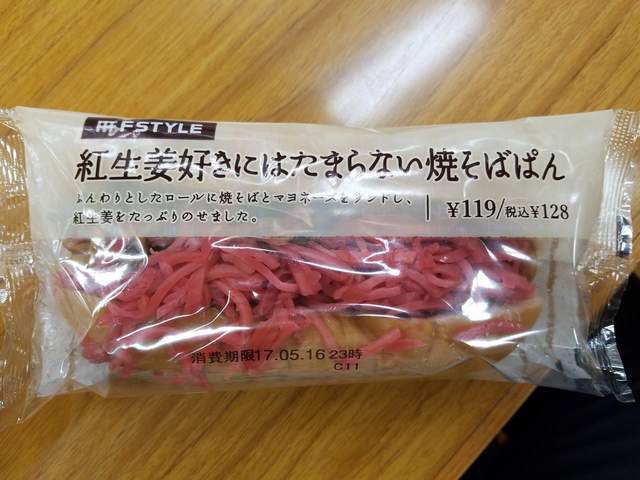 FSTYLE
紅生姜好きにはたまらない焼そばぱん
ふんわりとしたロールに焼そばとマヨネーズをサンドし、
紅生姜をたっぷりのせました。
¥119/税込¥128
消費期限17.05.16 23時
C11